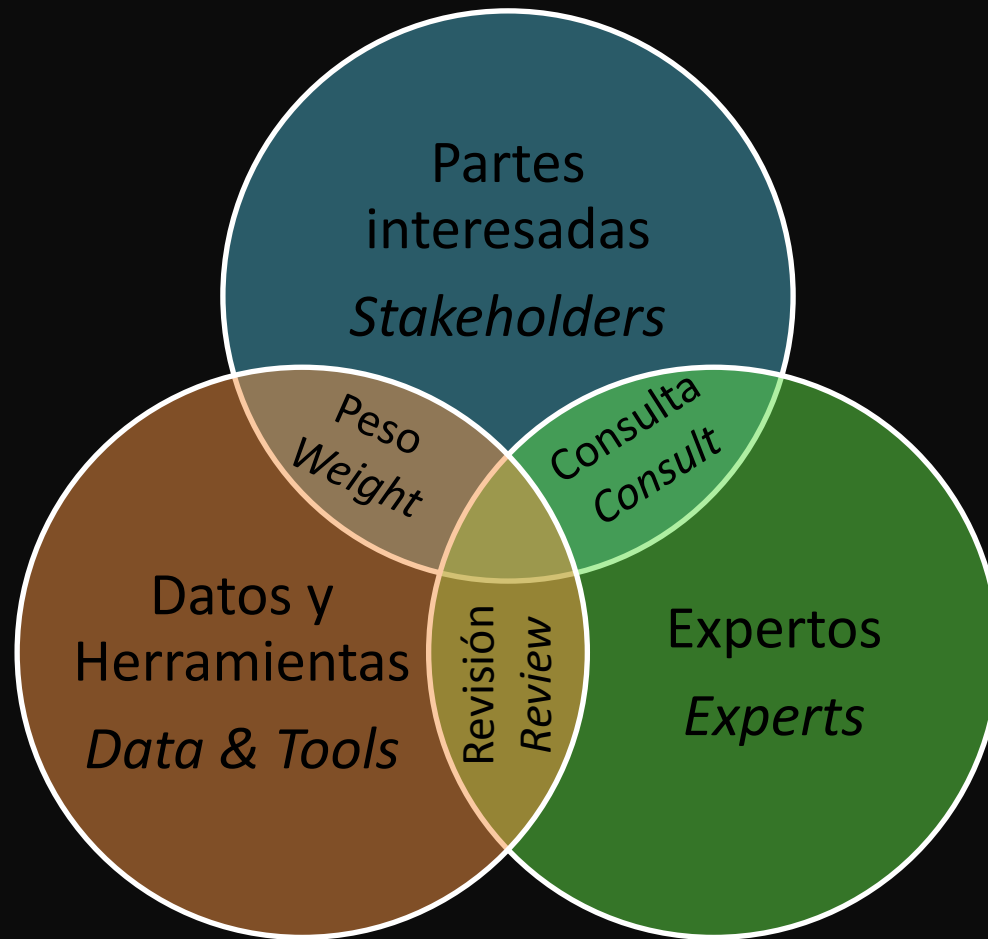 Partes
interesadas
Stakeholders
Peso
Weight
Consulta
Consult
Datos y
Herramientas
Data & Tools
Revisión
Review
Expertos
Experts